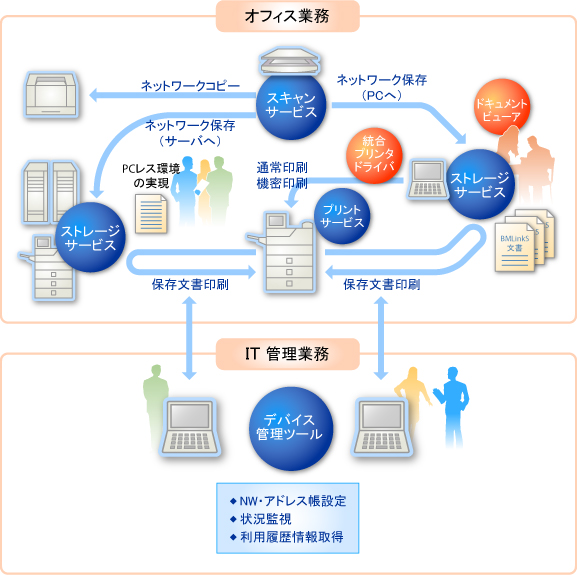 オフィス業務
ネットワークコピー
スキャン
サービス
ネットワーク保存
（PCへ）
ドキュメント
ビューア
ネットワーク保存
（サーバへ）
統合
プリンタ
ドライバ
PCレス環境
の実現
通常印刷
機密印刷
ストレージ
サービス
プリント
サービス
ストレージ
サービス
BMLinkS
文書
保存文書印刷
保存文書印刷
IT 管理業務
デバイス
管理ツール
◆ NW・アドレス帳設定
◆ 状況監視
◆ 利用履歴情報取得